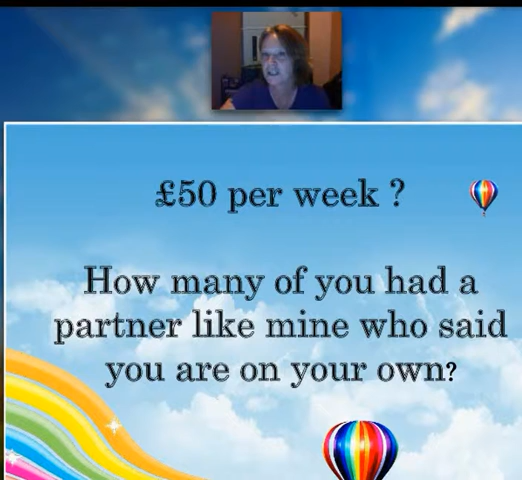 £50 per week ?
How many of you had a
partner like mine who said
you are on your own?